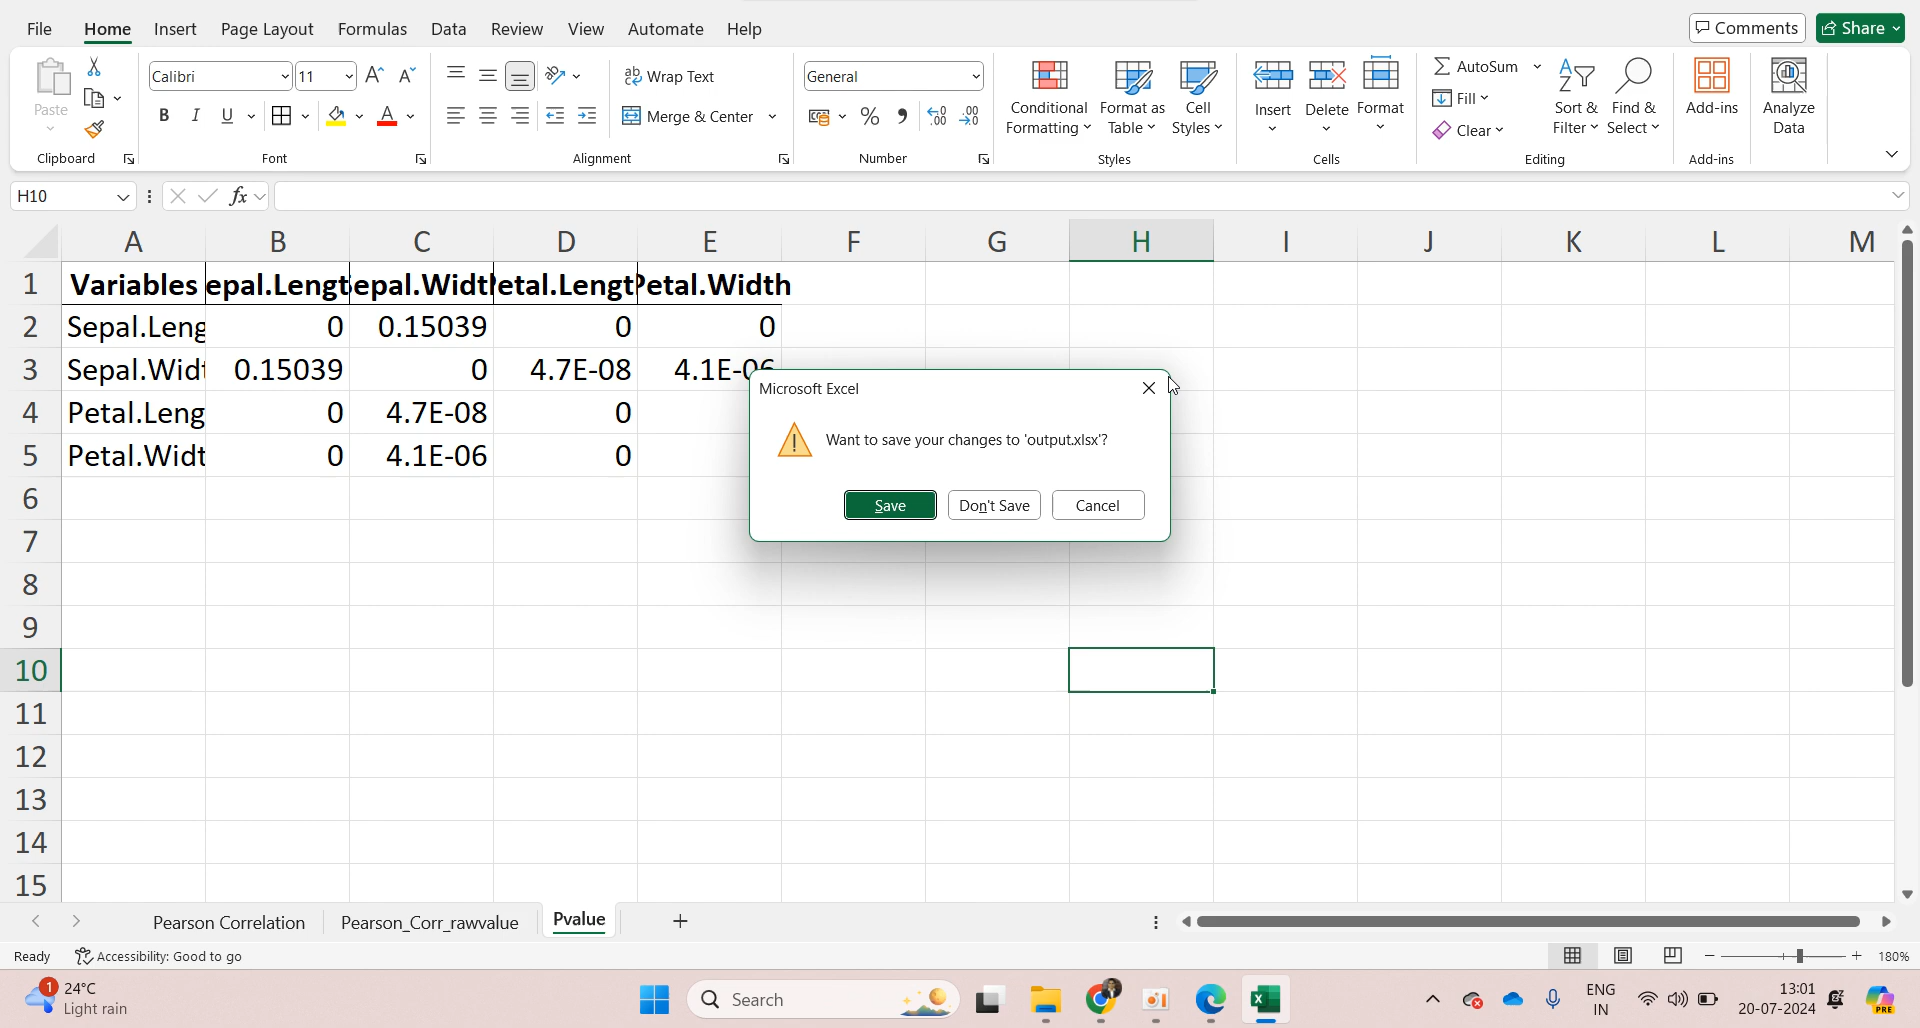 File Home Insert Page Layout Formulas Data Review View Automate Help Comments Share
Calibri 11 Wrap Text General AutoSum
Paste Conditional Format as Cell Insert Delete Format Fill Sort & Find & Add-ins Analyze
B I U Merge & Center % Formatting Table Styles Clear Filter Select Data
Clipboard Font Alignment Number Styles Cells Editing Add-ins
H10 fx
A B C D E F G H I J K L M
1 Variables epal.Lengt epal.Widt etal.Lengt Petal.Width
2 Sepal.Leng 0 0.15039 0 0
3 Sepal.Widt 0.15039 0 4.7E-08 4.1E-06
4 Petal.Leng 0 4.7E-08 0
5 Petal.Widt 0 4.1E-06 0
6
7
8
9
10
11
12
13
14
15
Microsoft Excel
Want to save your changes to 'output.xlsx'?
Save Don't Save Cancel
Pearson Correlation Pearson_Corr_rawvalue Pvalue
Ready Accessibility: Good to go 180%
1 24°C
Light rain
Search
ENG
IN
13:01
20-07-2024
PRE